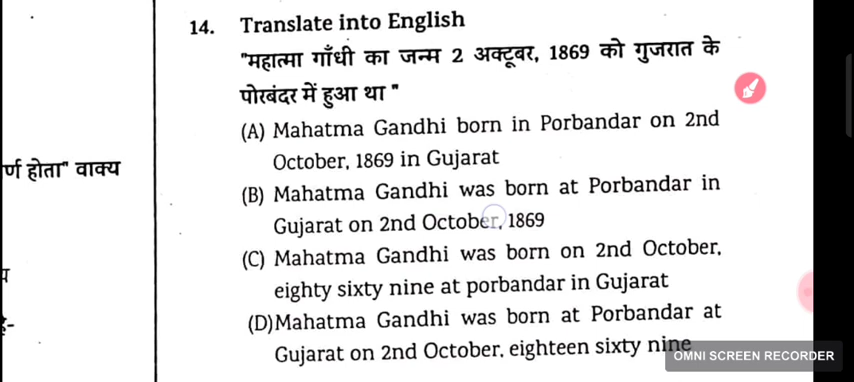 14. Translate into English
"महात्मा गाँधी का जन्म 2 अक्टूबर, 1869 को गुजरात के
पोरबंदर में हुआ था "
(A) Mahatma Gandhi born in Porbandar on 2nd
October, 1869 in Gujarat
(B) Mahatma Gandhi was born at Porbandar in
Gujarat on 2nd October, 1869
(C) Mahatma Gandhi was born on 2nd October,
eighty sixty nine at porbandar in Gujarat
(D)Mahatma Gandhi was born at Porbandar at
Gujarat on 2nd October, eighteen sixty nine
होता" वाक्य
OMNI SCREEN RECORDER